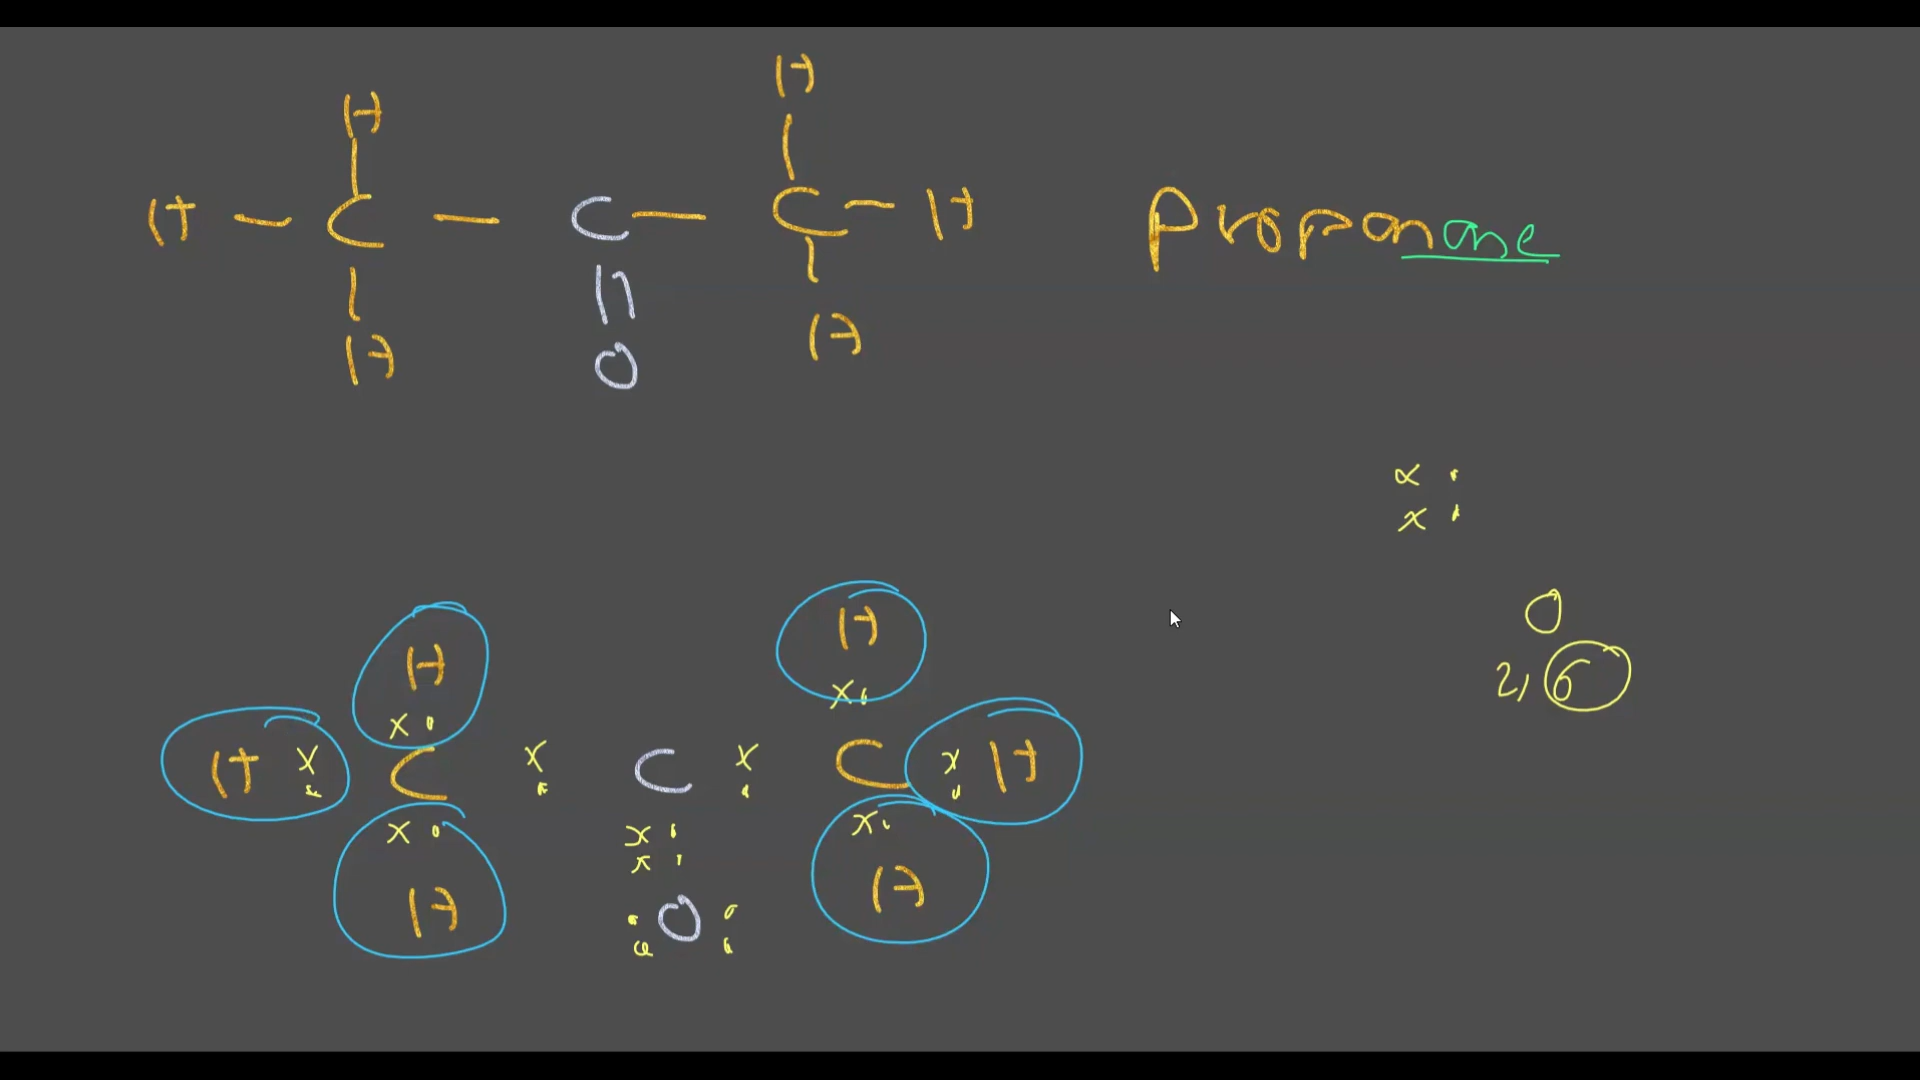 H
H
H - C - C - C - H Propanone
H
O
H
x •
x •
O
2,6
H
H
x •
x •
H x • C x • C x • C x • H
x •
x •
x •
x •
H
H
• O •
• •